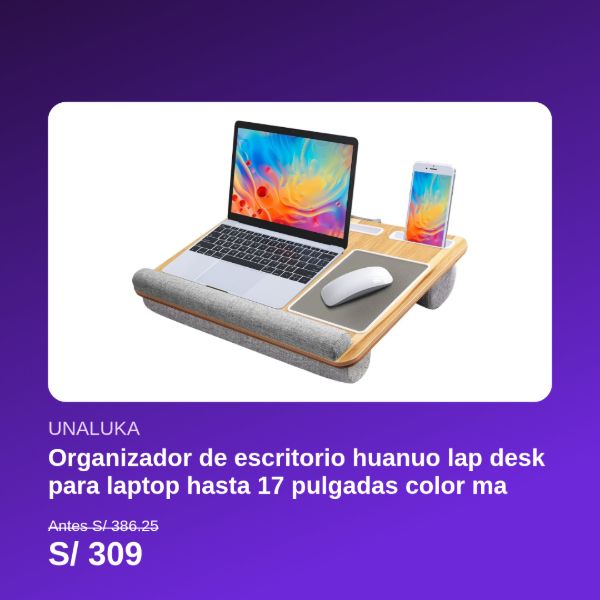 UNALUKA
Organizador de escritorio huanuo lap desk
para laptop hasta 17 pulgadas color ma
Antes S/ 386.25
S/ 309